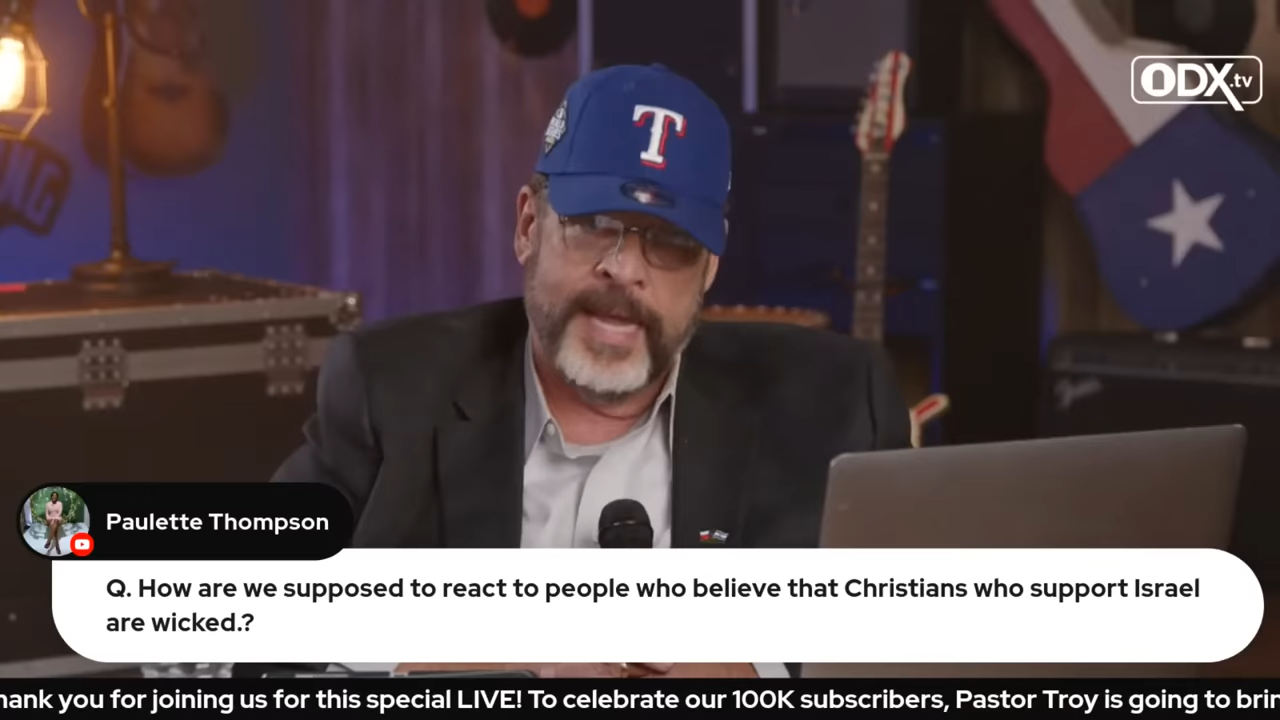 T
ODX.tv
Paulette Thompson
Q. How are we supposed to react to people who believe that Christians who support Israel
are wicked.?
hank you for joining us for this special LIVE! To celebrate our 100K subscribers, Pastor Troy is going to brin